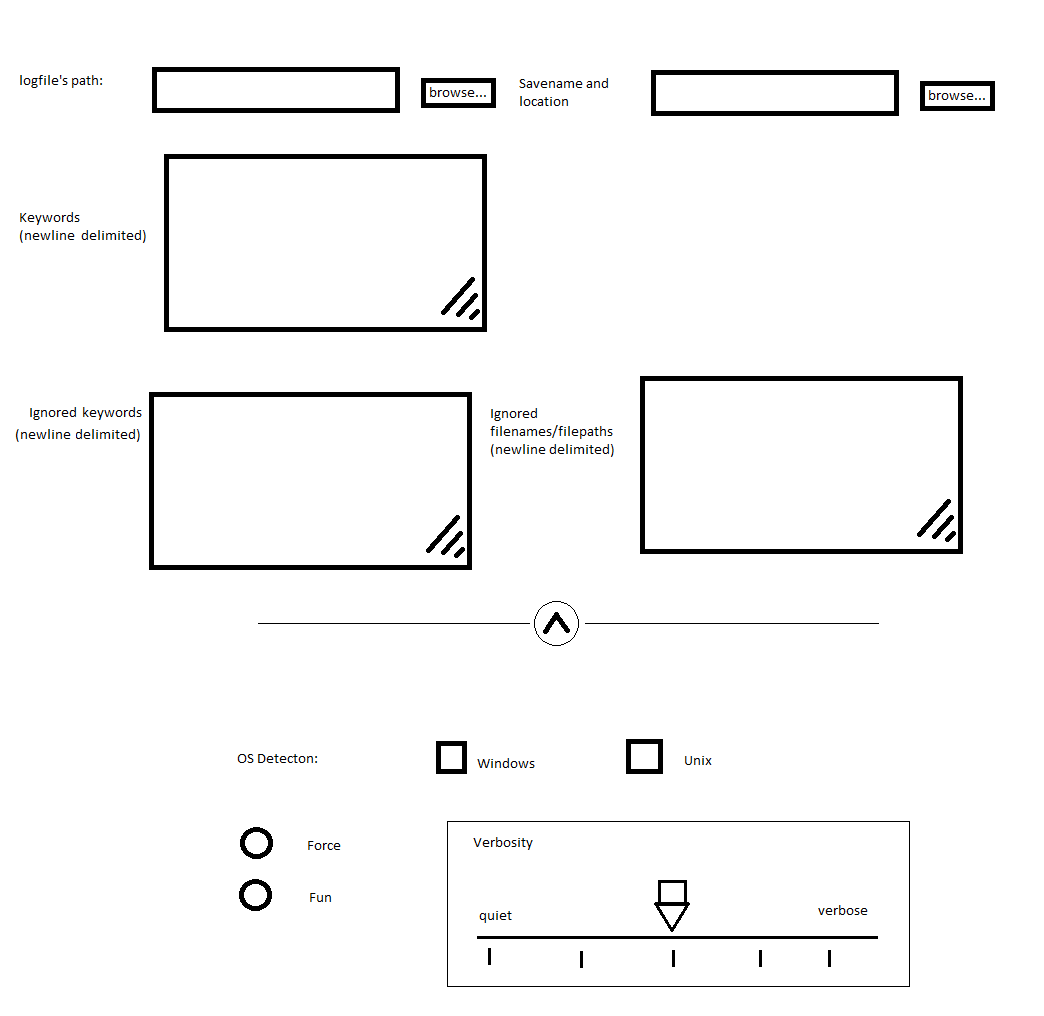 logfile's path:
browse...
Savename and
location
browse...
Keywords
(newline delimited)
Ignored keywords
(newline delimited)
Ignored
filenames/filepaths
(newline delimited)
OS Detecton:
Windows
Unix
Force
Fun
Verbosity
quiet
verbose